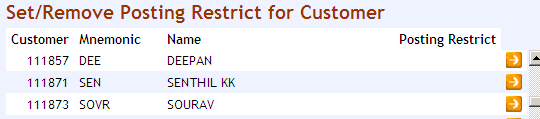 Set/Remove Posting Restrict for Customer
Customer Mnemonic Name Posting Restrict
111857 DEE DEEPAN
111871 SEN SENTHIL KK
111873 SOVR SOURAV